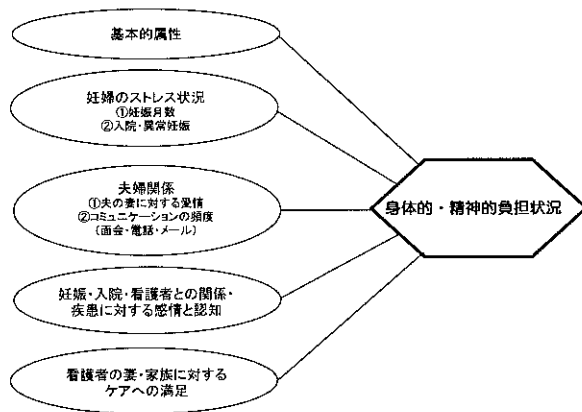 基本的属性
妊婦のストレス状況
①妊娠月数
②入院・異常妊娠
夫婦関係
①夫の妻に対する愛情
②コミュニケーションの頻度
(面会・電話・メール)
妊娠・入院・看護者との関係・
疾患に対する感情と認知
看護者の妻・家族に対する
ケアへの満足
身体的・精神的負担状況